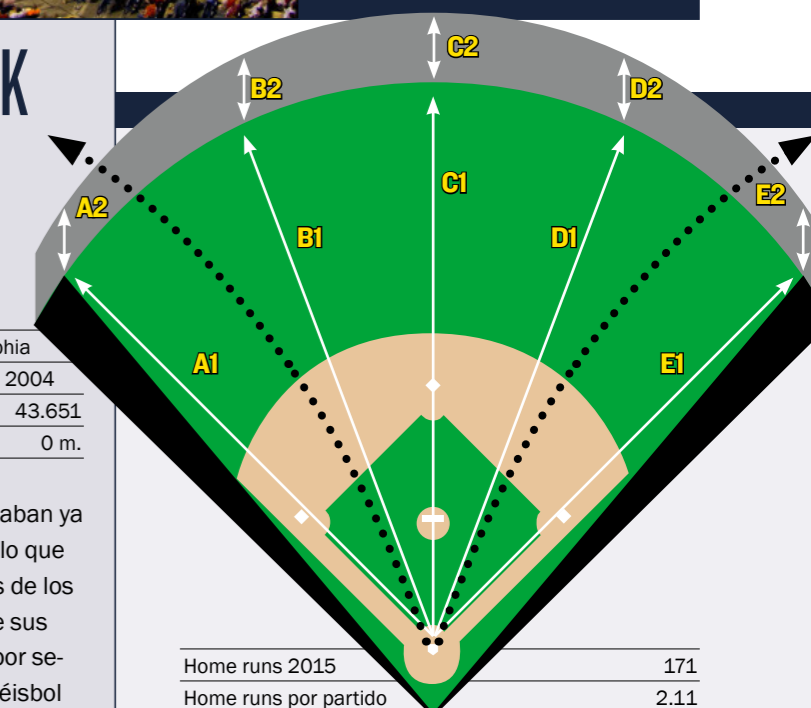 K
phia
2004
43.651
0 m.
aban ya
lo que
s de los
e sus
por se-
éisbol
C2
B2
D2
A2
E2
C1
B1
D1
A1
E1
Home runs 2015 171
Home runs por partido 2.11